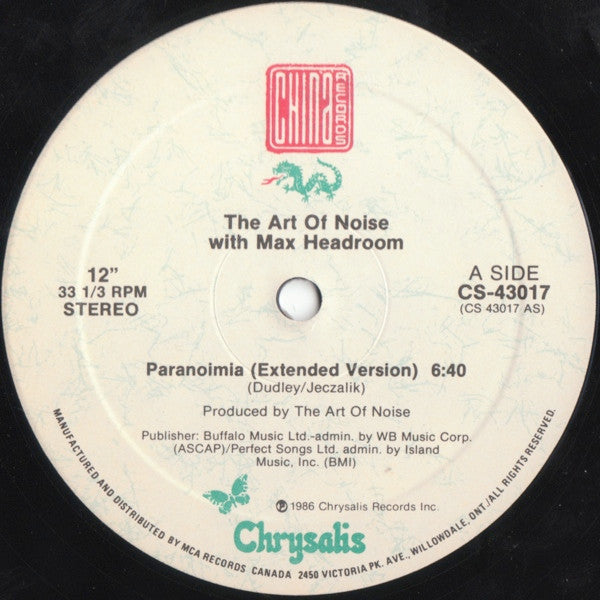 CHINA
RECORDS
The Art Of Noise
with Max Headroom
12"
33 1/3 RPM
STEREO
A SIDE
CS-43017
(CS 43017 AS)
Paranoimia (Extended Version) 6:40
(Dudley/Jeczalik)
Produced by The Art Of Noise
Publisher: Buffalo Music Ltd.-admin. by WB Music Corp.
(ASCAP)/Perfect Songs Ltd. admin. by Island
Music, Inc. (BMI)
℗1986 Chrysalis Records Inc.
Chrysalis
MANUFACTURED AND DISTRIBUTED BY MCA RECORDS CANADA 2450 VICTORIA PK. AVE., WILLOWDALE, ONT./ALL RIGHTS RESERVED.